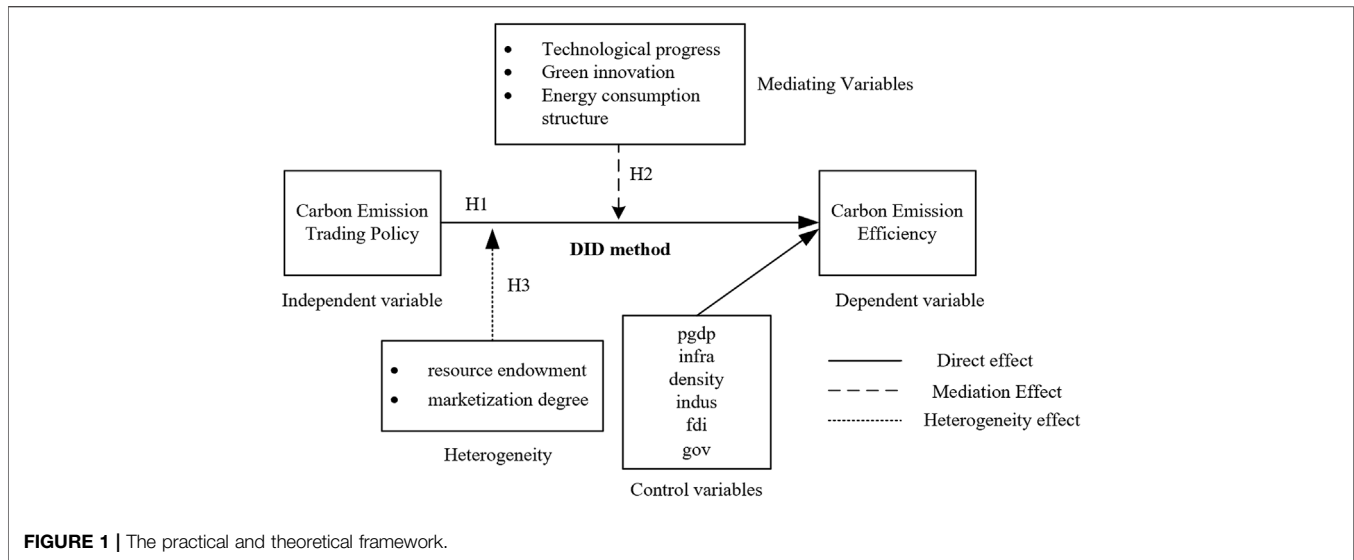 • Technological progress
• Green innovation
• Energy consumption
structure
Mediating Variables
H2
Carbon Emission
Trading Policy
H1
DID method
Carbon Emission
Efficiency
Independent variable
H3
Dependent variable
• resource endowment
• marketization degree
Heterogeneity
pgdp
infra
density
indus
fdi
gov
Control variables
Direct effect
Mediation Effect
Heterogeneity effect
FIGURE 1 | The practical and theoretical framework.